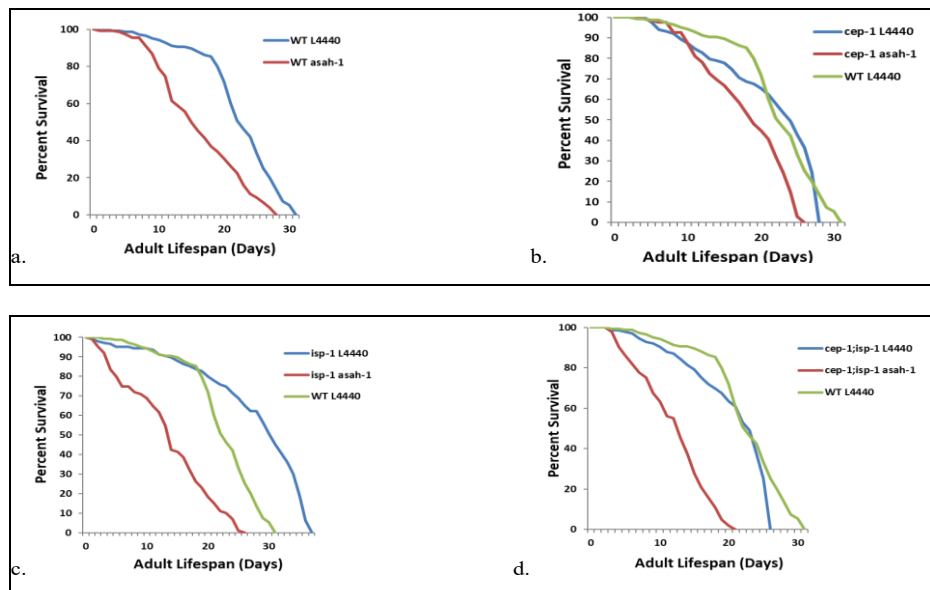 100
80
60
40
20
0
Percent Survival
0 10 20 30
Adult Lifespan (Days)
WT L4440
WT asah-1
a.
100
90
80
70
60
50
40
30
20
10
0
Percent Survival
0 10 20 30
Adult Lifespan (Days)
cep-1 L4440
cep-1 asah-1
WT L4440
b.
100
90
80
70
60
50
40
30
20
10
0
Percent Survival
0 10 20 30
Adult Lifespan (Days)
isp-1 L4440
isp-1 asah-1
WT L4440
c.
100
80
60
40
20
0
Percent Survival
0 10 20 30
Adult Lifespan (Days)
cep-1;isp-1 L4440
cep-1;isp-1 asah-1
WT L4440
d.